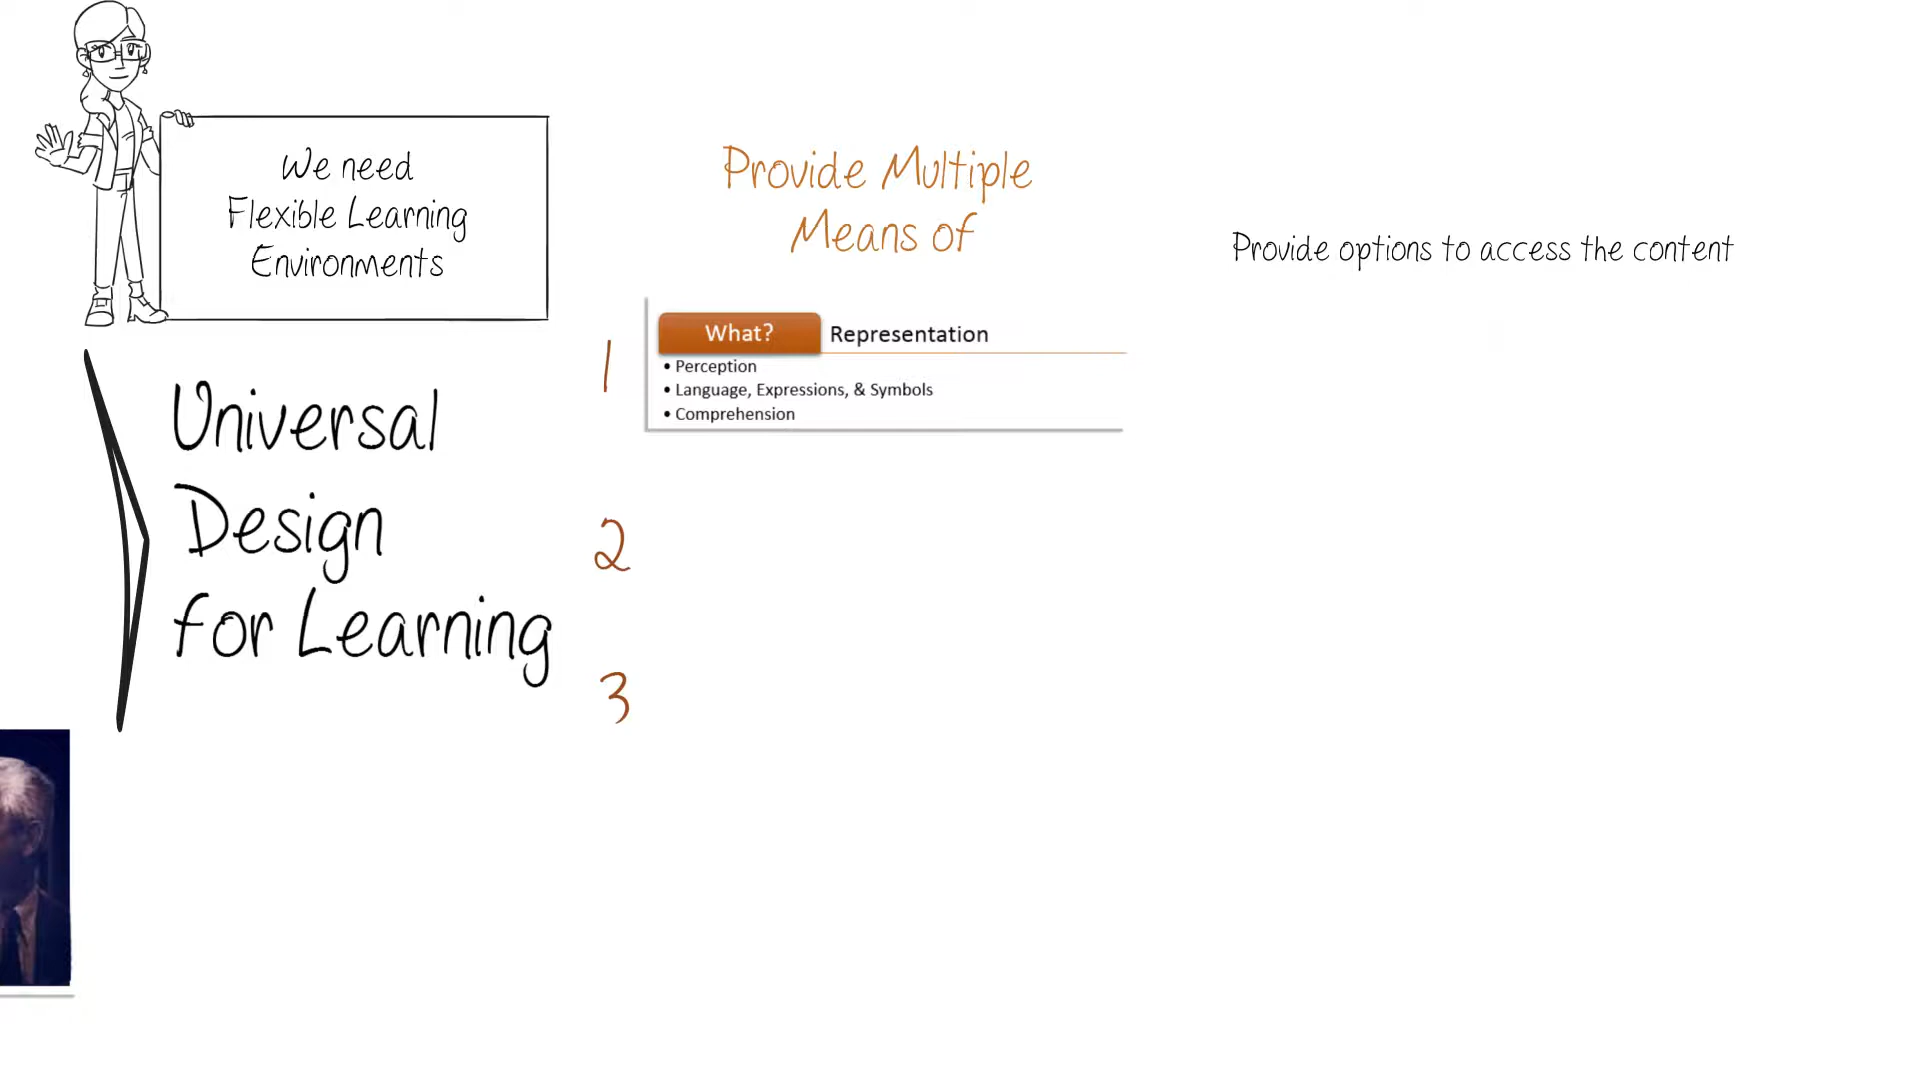 We need
Flexible Learning
Environments
Universal
Design
for Learning
Provide Multiple
Means of
1
What? Representation
• Perception
• Language, Expressions, & Symbols
• Comprehension
2
3
Provide options to access the content